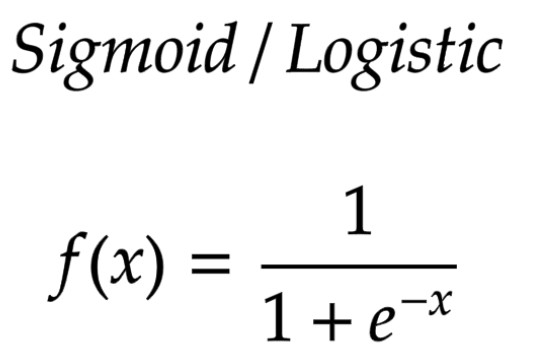 Sigmoid / Logistic
f(x) = 1 / (1 + e^{-x})